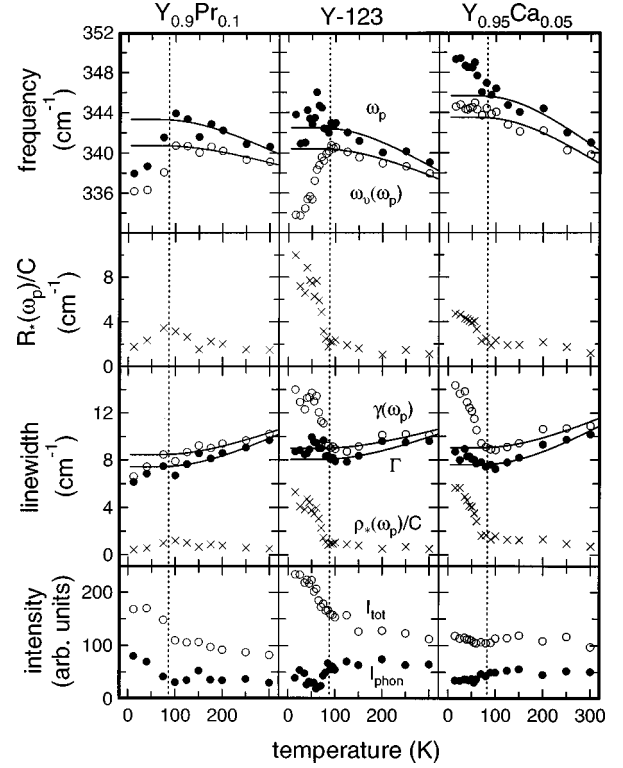 Y0.9Pr0.1 Y-123 Y0.95Ca0.05
352
348
344
340
336
frequency
(cm-1)
ωp
ωυ(ωp)
8
4
0
R*(ωp)/C
(cm-1)
12
8
4
0
linewidth
(cm-1)
γ(ωp)
Γ
ρ*(ωp)/C
200
100
0
intensity
(arb. units)
Itot
Iphon
0 100 200 0 100 200 0 100 200 300
temperature (K)